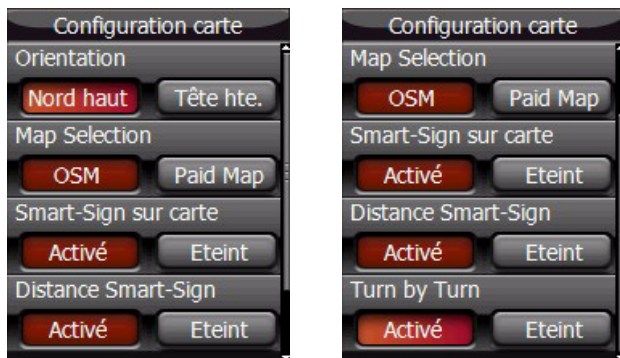 Configuration carte
Orientation
Nord haut Tête hte.
Map Selection
OSM Paid Map
Smart-Sign sur carte
Activé Eteint
Distance Smart-Sign
Activé Eteint
Configuration carte
Map Selection
OSM Paid Map
Smart-Sign sur carte
Activé Eteint
Distance Smart-Sign
Activé Eteint
Turn by Turn
Activé Eteint